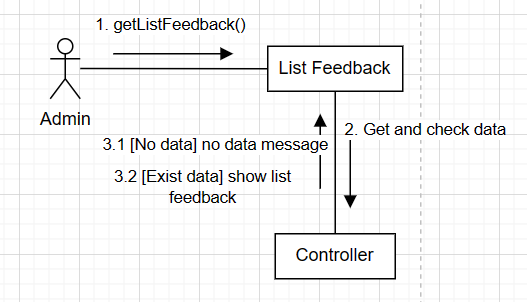 1. getListFeedback()
List Feedback
Admin
2. Get and check data
3.1 [No data] no data message
3.2 [Exist data] show list
feedback
Controller